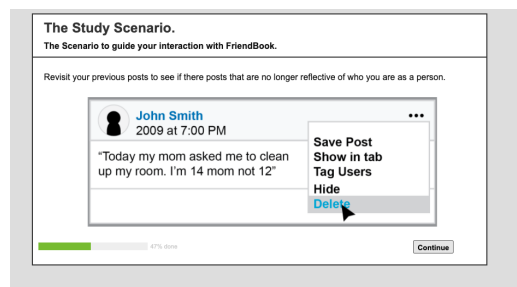 The Study Scenario.
The Scenario to guide your interaction with FriendBook.
Revisit your previous posts to see if there posts that are no longer reflective of who you are as a person.
John Smith
2009 at 7:00 PM
“Today my mom asked me to clean
up my room. I’m 14 mom not 12”
Save Post
Show in tab
Tag Users
Hide
Delete
47% done
Continue